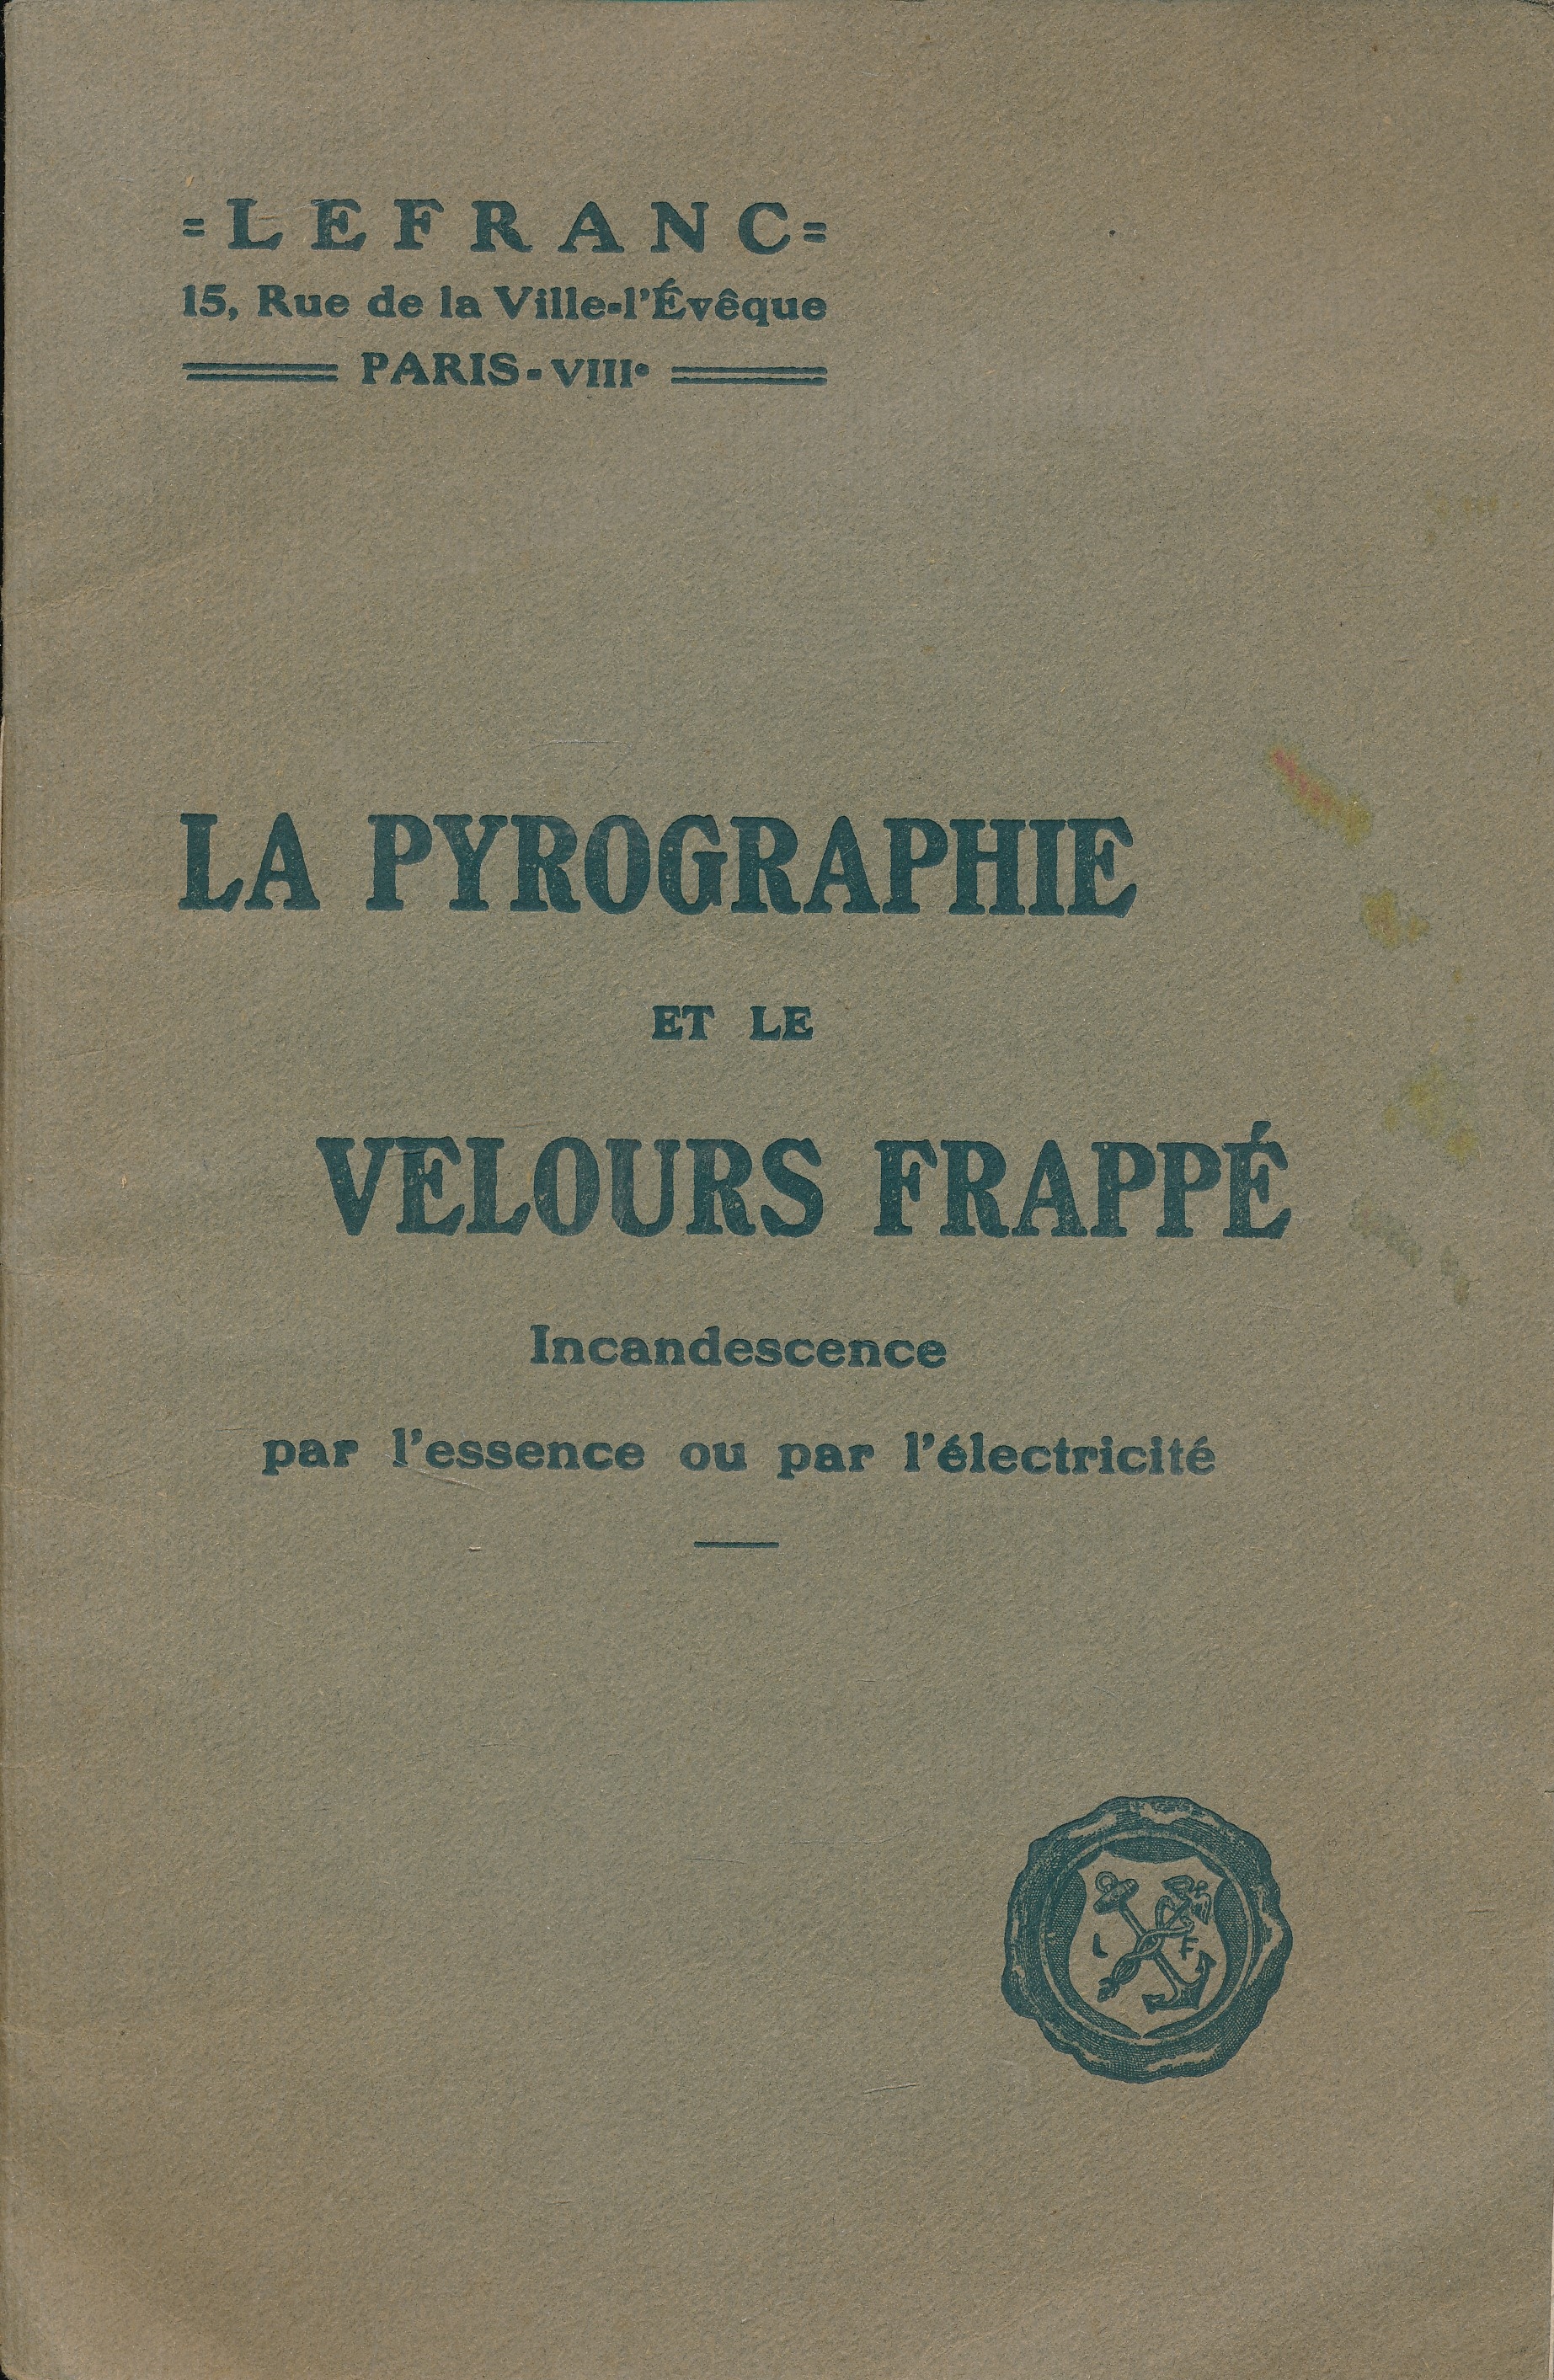 =LEFRANC=
15, Rue de la Ville-l'Évêque
PARIS-VIIIe
LA PYROGRAPHIE
ET LE
VELOURS FRAPPÉ
Incandescence
par l'essence ou par l'électricité
L F